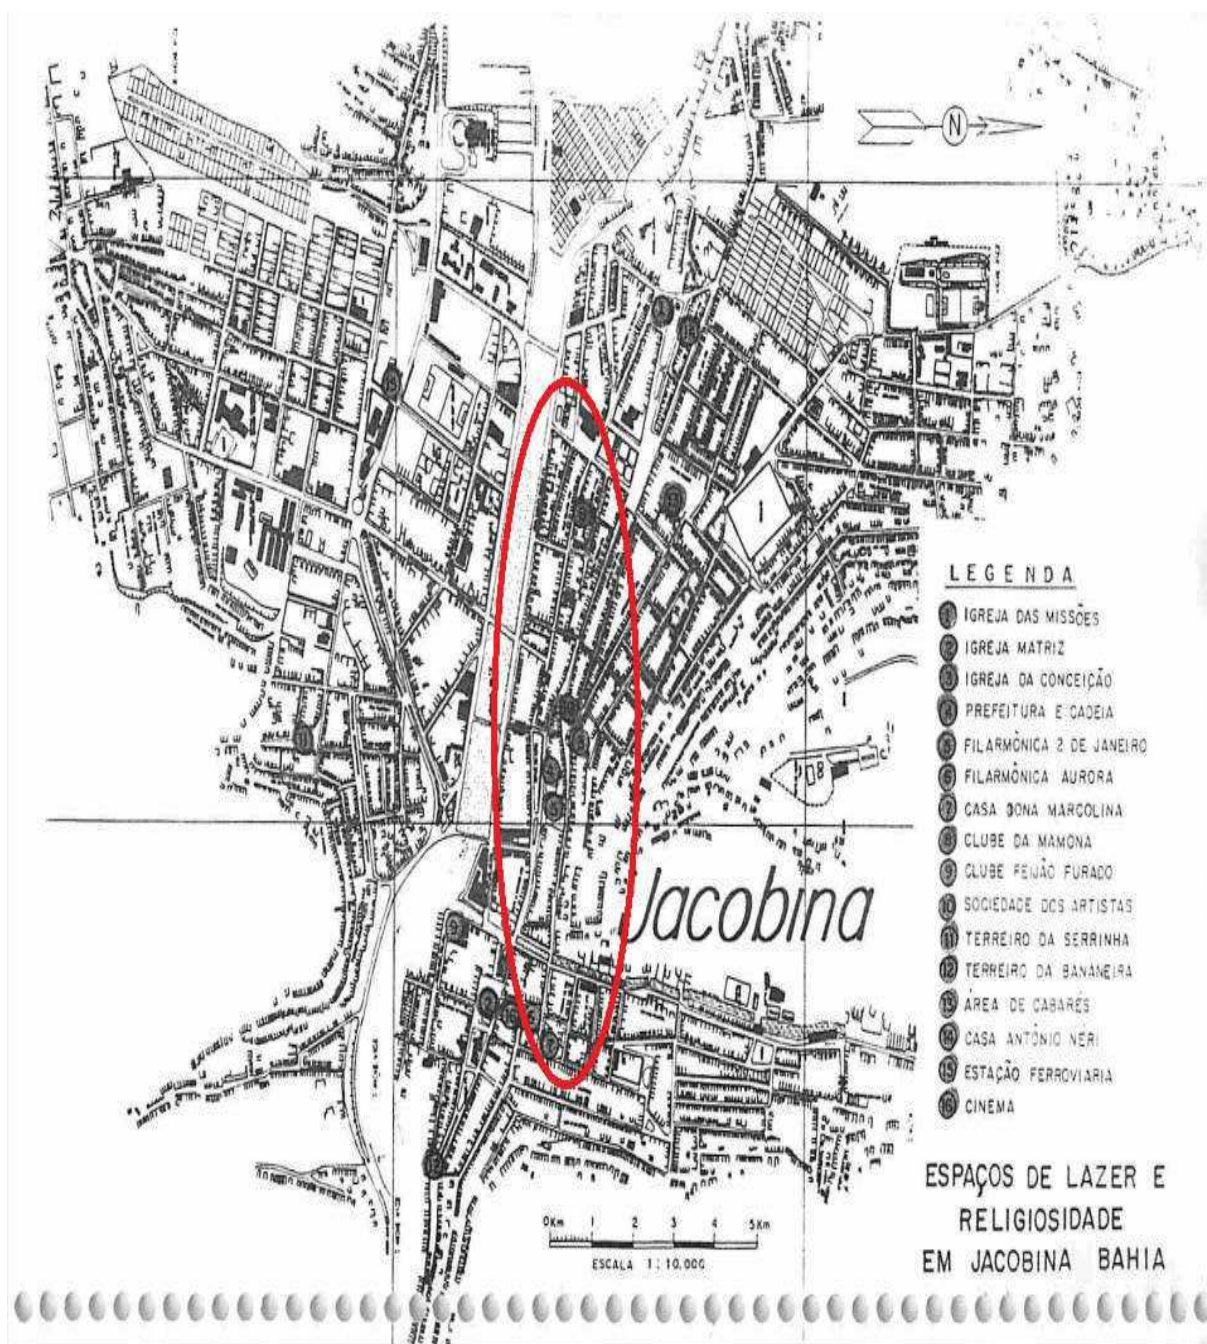 N
Jacobina
LEGENDA
1 IGREJA DAS MISSÕES
2 IGREJA MATRIZ
3 IGREJA DA CONCEIÇÃO
4 PREFEITURA E CADEIA
5 FILARMÔNICA 2 DE JANEIRO
6 FILARMÔNICA AURORA
7 CASA DONA MARCOLINA
8 CLUBE DA MAMONA
9 CLUBE FEIJÃO FURADO
10 SOCIEDADE DOS ARTISTAS
11 TERREIRO DA SERRINHA
12 TERREIRO DA BANANEIRA
13 ÁREA DE CABARÉS
14 CASA ANTÔNIO NERI
15 ESTAÇÃO FERROVIARIA
16 CINEMA
0Km 1 2 3 4 5Km
ESCALA 1:10,000
ESPAÇOS DE LAZER E
RELIGIOSIDADE
EM JACOBINA BAHIA